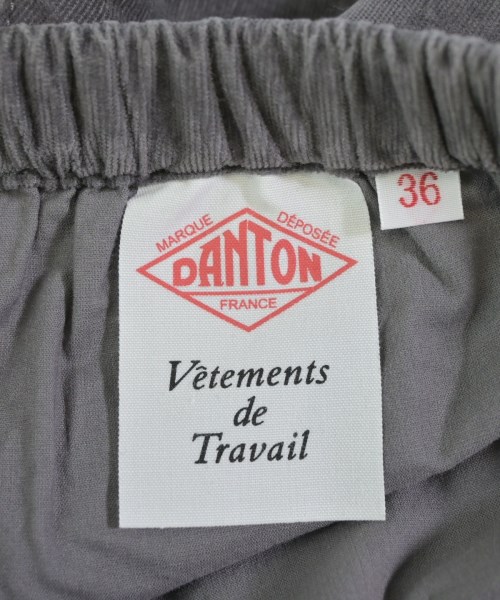 MARQUE DÉPOSÉE
DANTON
FRANCE
36
Vêtements
de
Travail